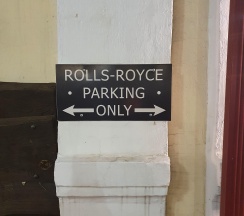 ROLLS-ROYCE
• PARKING •
← ONLY →